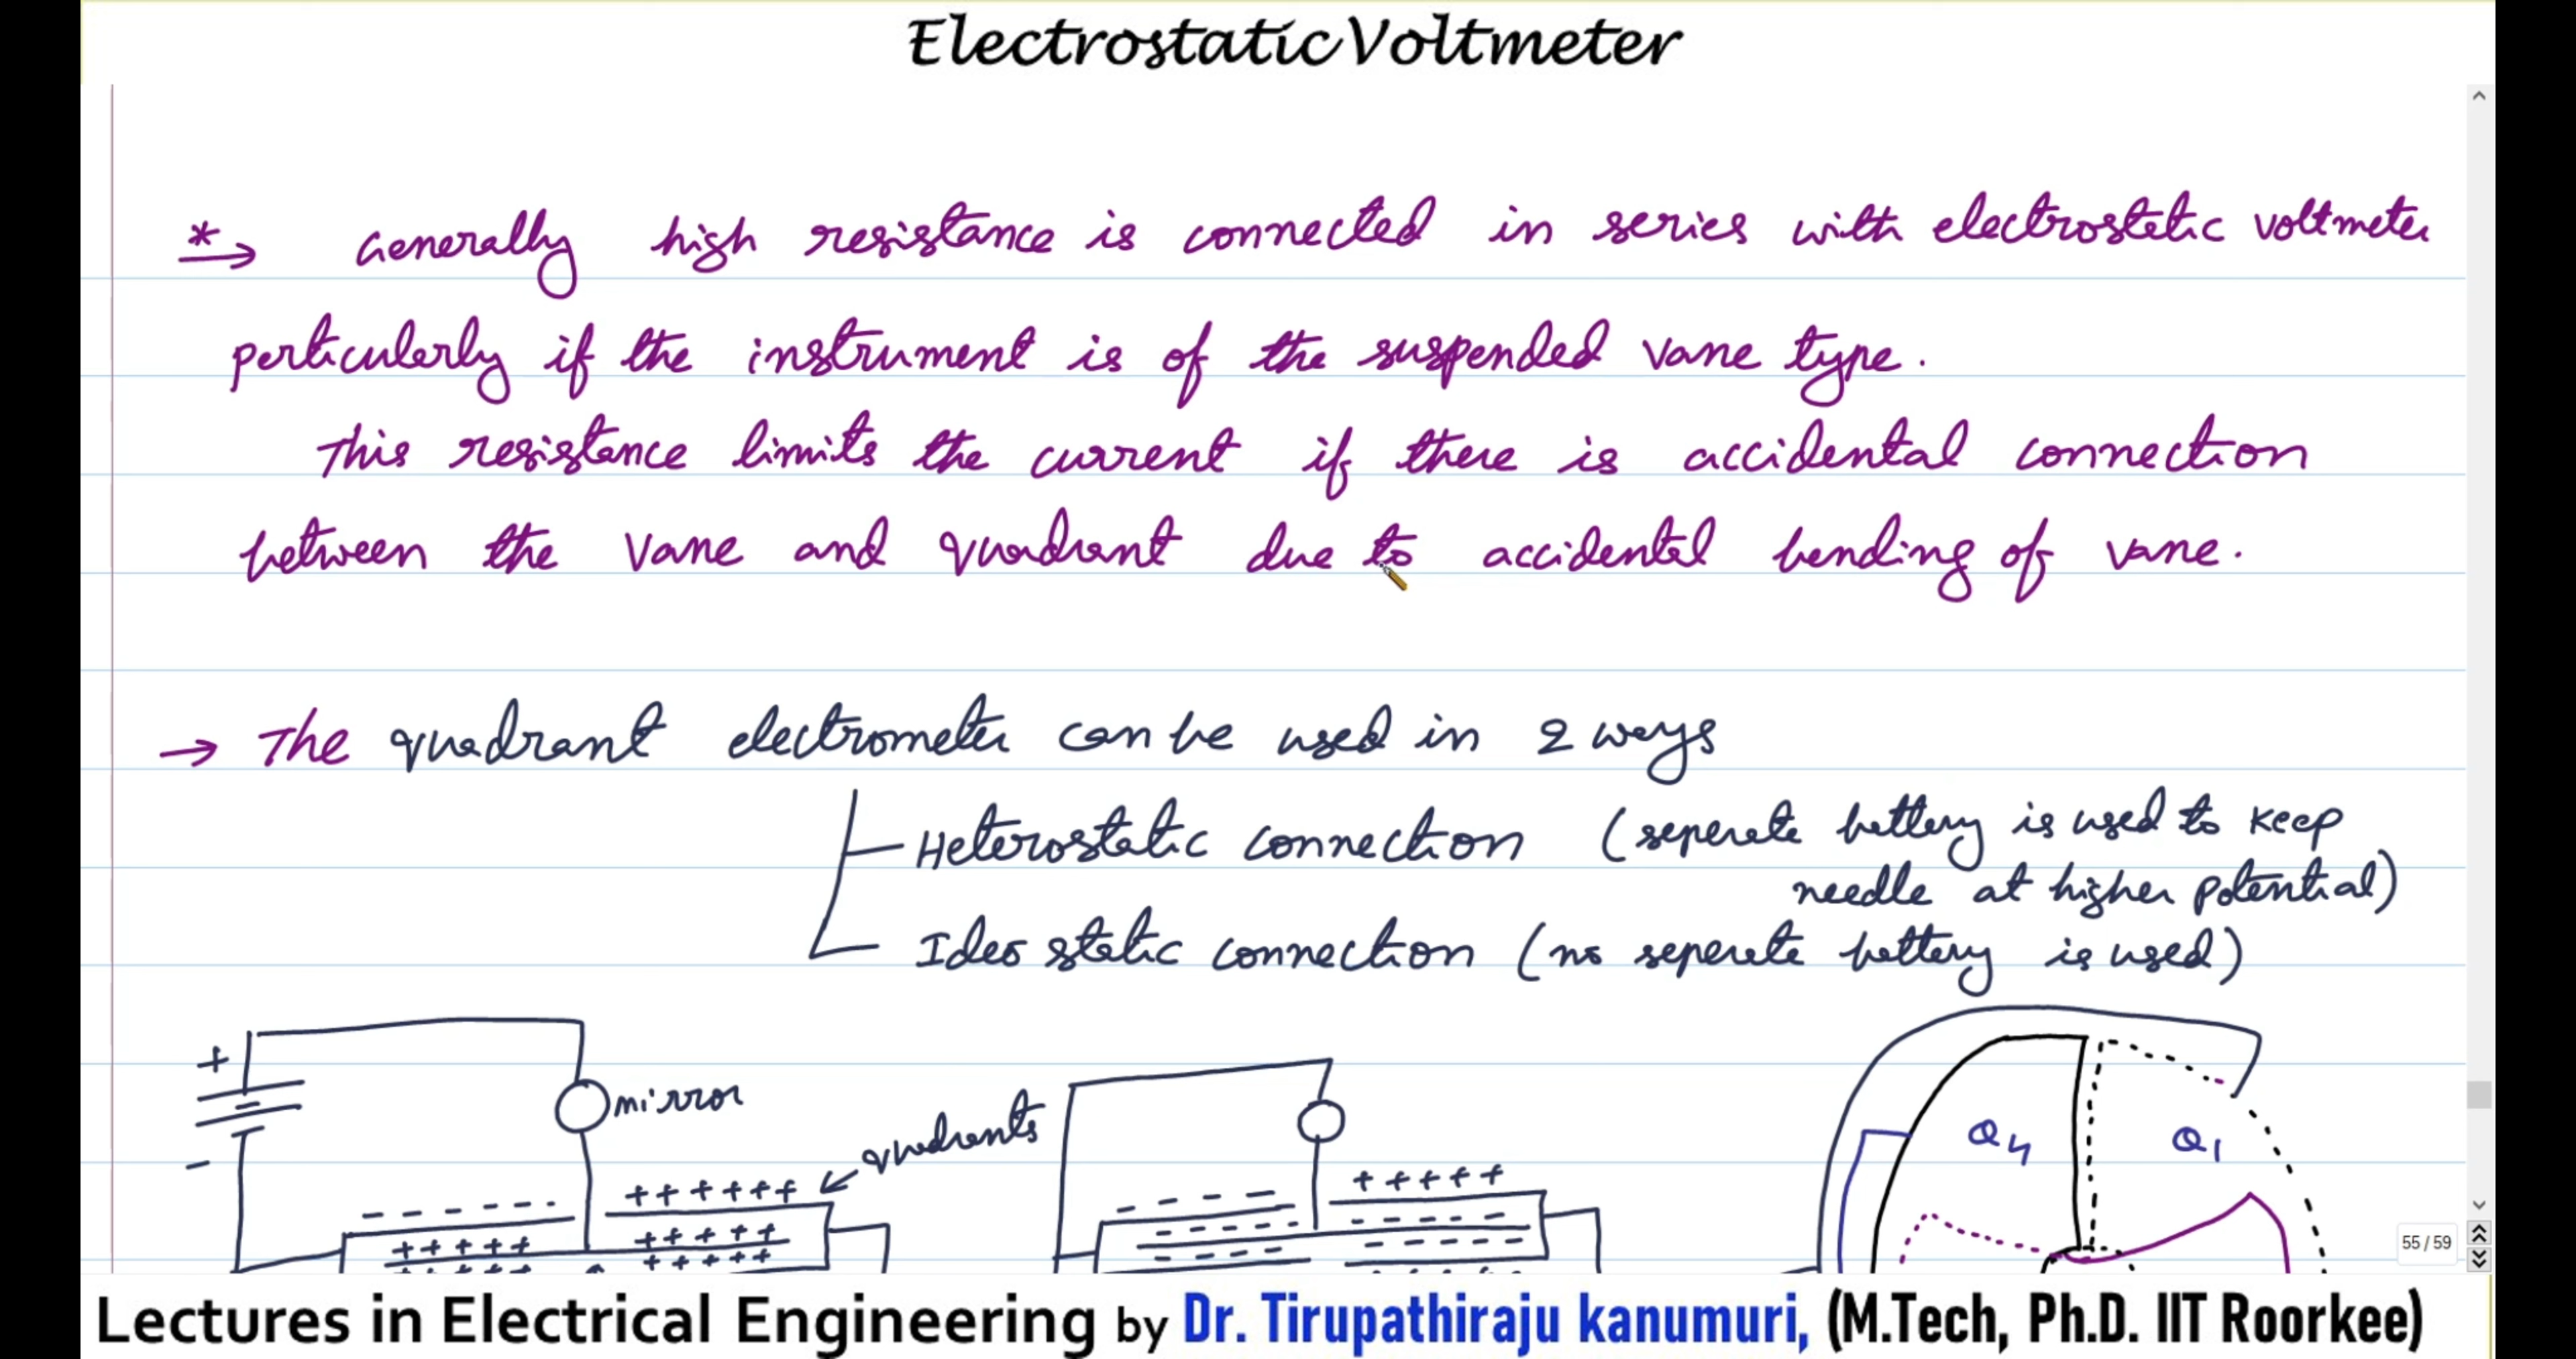 Electrostatic Voltmeter
* → Generally high resistance is connected in series with electrostatic voltmeter
perticularly if the instrument is of the suspended vane type.
This resistance limits the current if there is accidental connection
between the vane and quadrant due to accidental bending of vane.
→ The quadrant electrometer can be used in 2 ways
Heterostatic connection (seperate battery is used to keep
needle at higher potential)
Ideo static connection (no seperate battery is used)
+
mirror
quadrants
-
- - - - - - -
+ + + + + +
+ + + + +
+ + + + +
+ + + + +
- - - - -
+ + + + +
Q4
Q1
55 / 59
Lectures in Electrical Engineering by Dr. Tirupathiraju kanumuri, (M.Tech, Ph.D. IIT Roorkee)